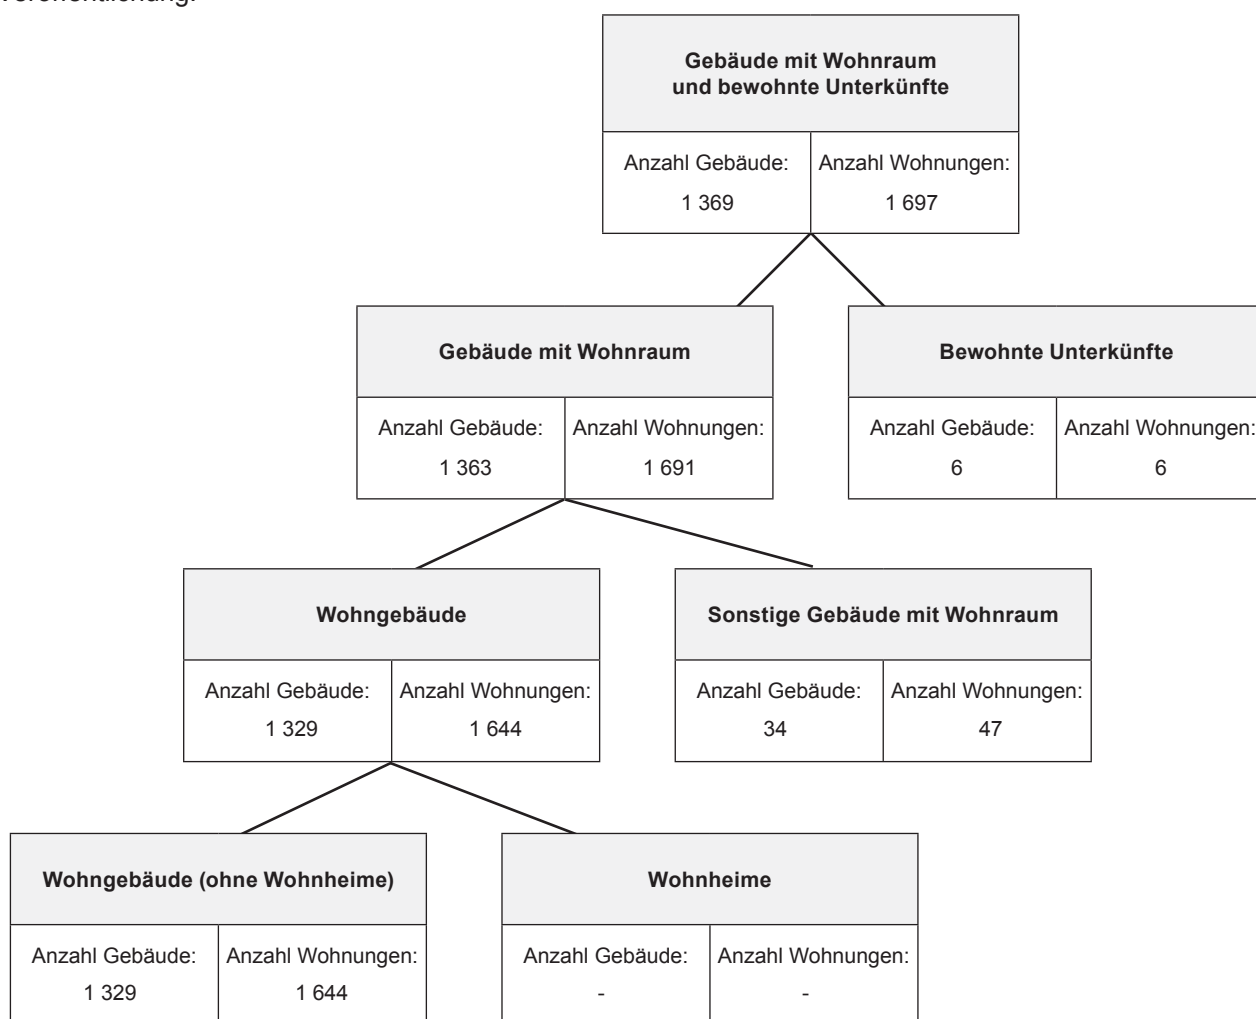 Veröffentlichung.
Gebäude mit Wohnraum
und bewohnte Unterkünfte
Anzahl Gebäude: Anzahl Wohnungen:
1 369 1 697
Gebäude mit Wohnraum Bewohnte Unterkünfte
Anzahl Gebäude: Anzahl Wohnungen: Anzahl Gebäude: Anzahl Wohnungen:
1 363 1 691 6 6
Wohngebäude Sonstige Gebäude mit Wohnraum
Anzahl Gebäude: Anzahl Wohnungen: Anzahl Gebäude: Anzahl Wohnungen:
1 329 1 644 34 47
Wohngebäude (ohne Wohnheime) Wohnheime
Anzahl Gebäude: Anzahl Wohnungen: Anzahl Gebäude: Anzahl Wohnungen:
1 329 1 644 - -